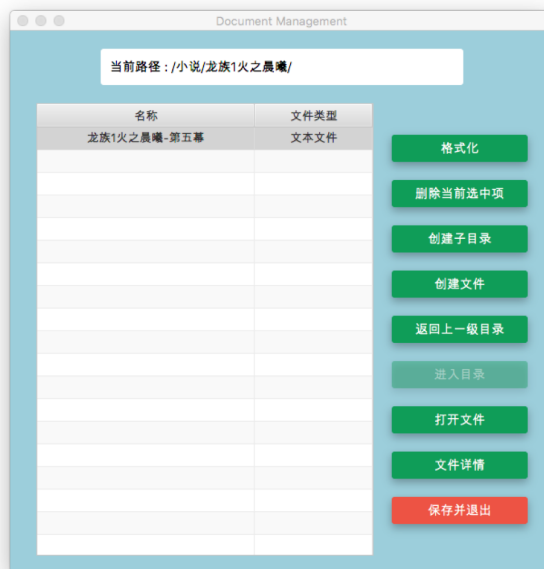 Document Management
当前路径：/小说/龙族1火之晨曦/
名称 文件类型
龙族1火之晨曦-第五幕 文本文件
格式化
删除当前选中项
创建子目录
创建文件
返回上一级目录
进入目录
打开文件
文件详情
保存并退出